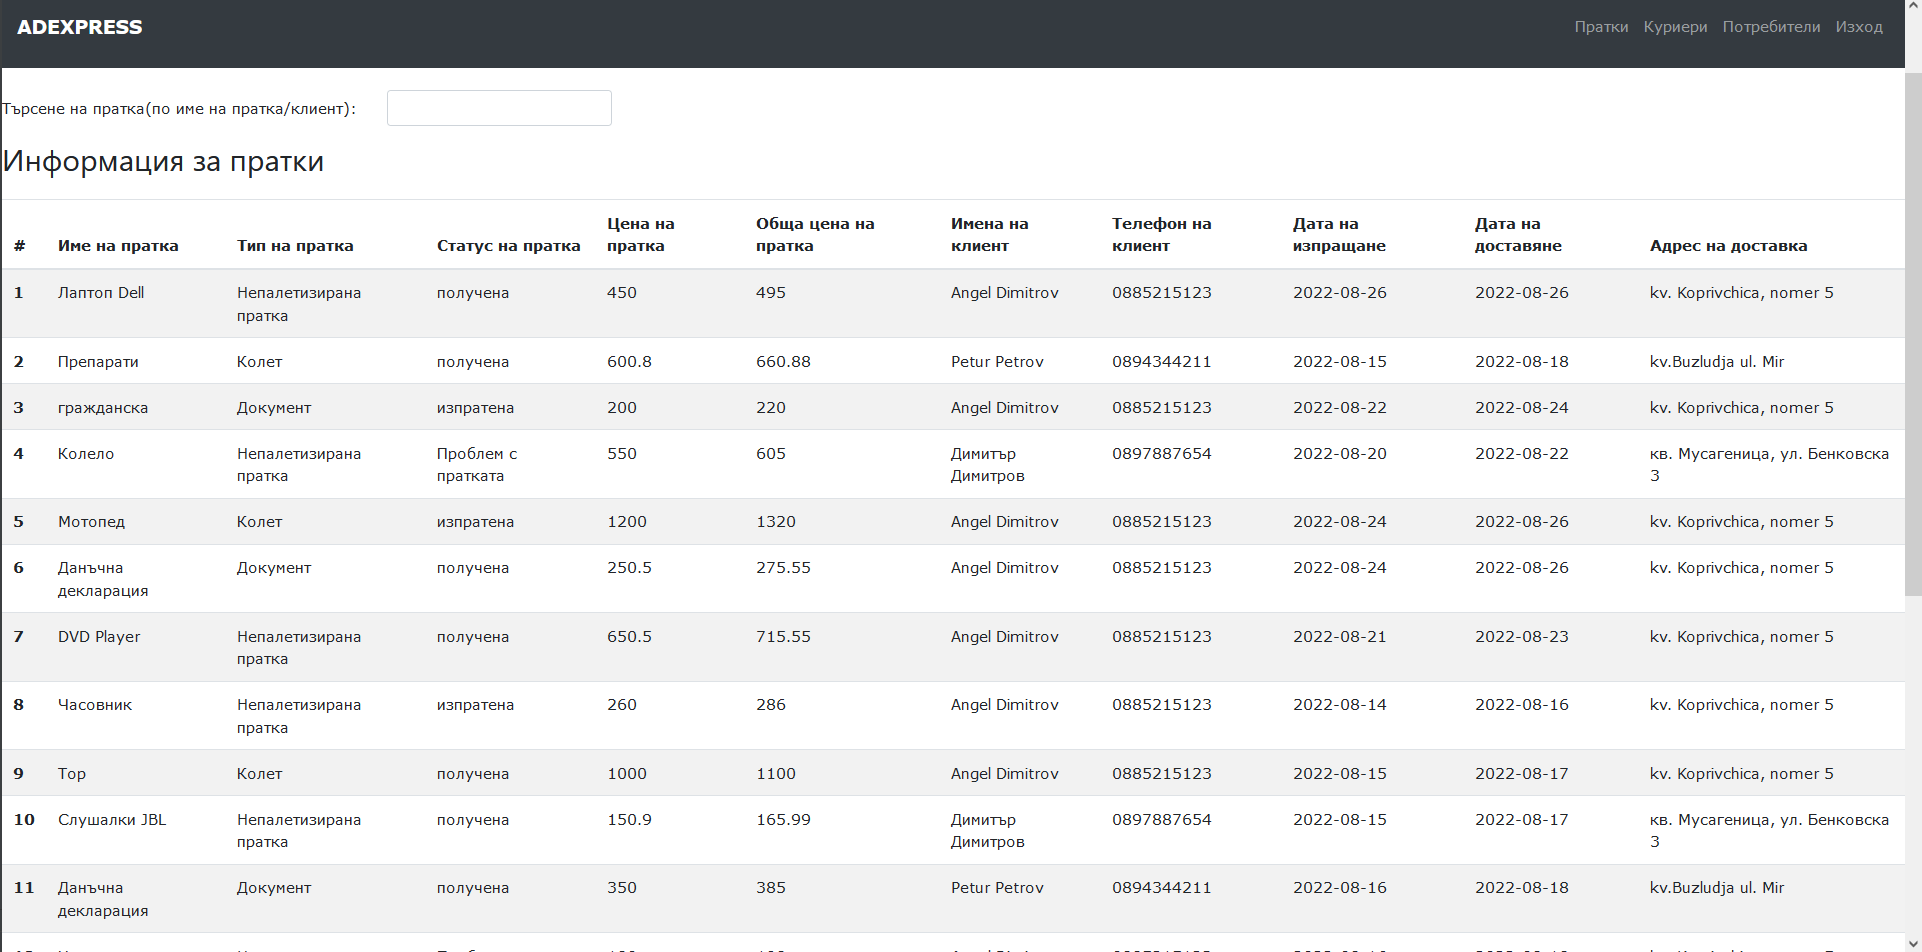 ADEXPRESS
Пратки Куриери Потребители Изход
Търсене на пратка(по име на пратка/клиент):
Информация за пратки
# Име на пратка Тип на пратка Статус на пратка Цена на пратка Обща цена на пратка Имена на клиент Телефон на клиент Дата на изпращане Дата на доставяне Адрес на доставка
1 Лаптоп Dell Непалетизирана пратка получена 450 495 Angel Dimitrov 0885215123 2022-08-26 2022-08-26 kv. Koprivchica, nomer 5
2 Препарати Колет получена 600.8 660.88 Petur Petrov 0894344211 2022-08-15 2022-08-18 kv.Buzludja ul. Mir
3 гражданска Документ изпратена 200 220 Angel Dimitrov 0885215123 2022-08-22 2022-08-24 kv. Koprivchica, nomer 5
4 Колело Непалетизирана пратка Проблем с пратката 550 605 Димитър Димитров 0897887654 2022-08-20 2022-08-22 кв. Мусагеница, ул. Бенковска 3
5 Мотопед Колет изпратена 1200 1320 Angel Dimitrov 0885215123 2022-08-24 2022-08-26 kv. Koprivchica, nomer 5
6 Данъчна декларация Документ получена 250.5 275.55 Angel Dimitrov 0885215123 2022-08-24 2022-08-26 kv. Koprivchica, nomer 5
7 DVD Player Непалетизирана пратка получена 650.5 715.55 Angel Dimitrov 0885215123 2022-08-21 2022-08-23 kv. Koprivchica, nomer 5
8 Часовник Непалетизирана пратка изпратена 260 286 Angel Dimitrov 0885215123 2022-08-14 2022-08-16 kv. Koprivchica, nomer 5
9 Тор Колет получена 1000 1100 Angel Dimitrov 0885215123 2022-08-15 2022-08-17 kv. Koprivchica, nomer 5
10 Слушалки JBL Непалетизирана пратка получена 150.9 165.99 Димитър Димитров 0897887654 2022-08-15 2022-08-17 кв. Мусагеница, ул. Бенковска 3
11 Данъчна декларация Документ получена 350 385 Petur Petrov 0894344211 2022-08-16 2022-08-18 kv.Buzludja ul. Mir